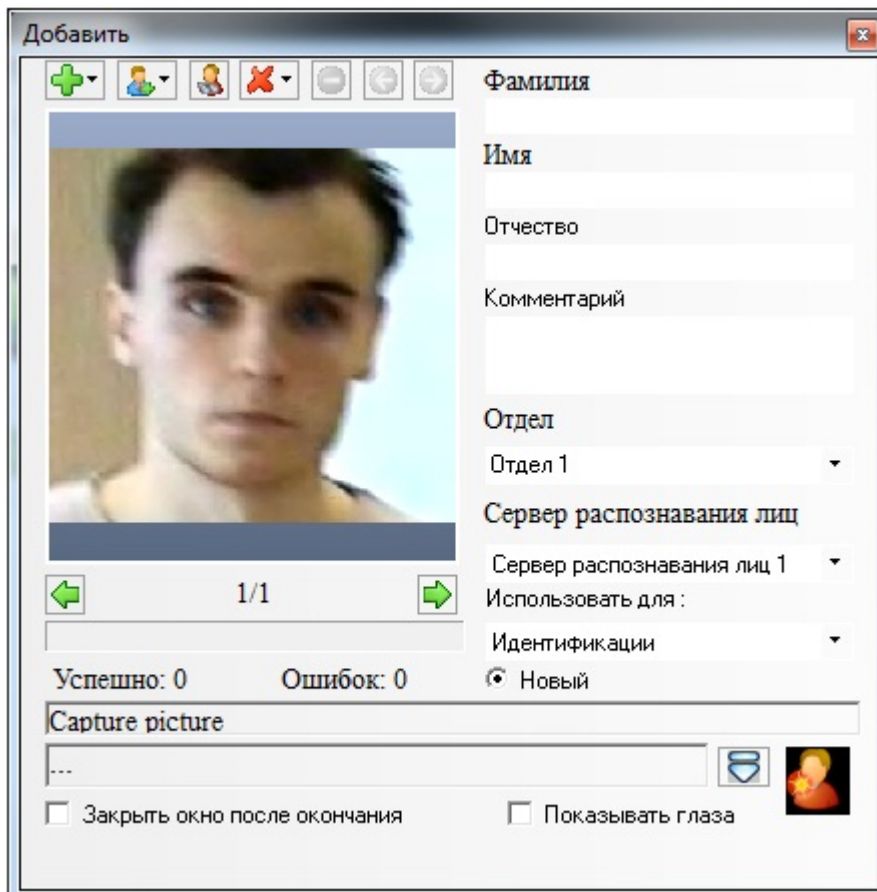 Добавить
Фамилия
Имя
Отчество
Комментарий
Отдел
Отдел 1
Сервер распознавания лиц
Сервер распознавания лиц 1
1/1
Использовать для :
Идентификации
Успешно: 0 Ошибок: 0
Новый
Capture picture
...
Закрыть окно после окончания
Показывать глаза